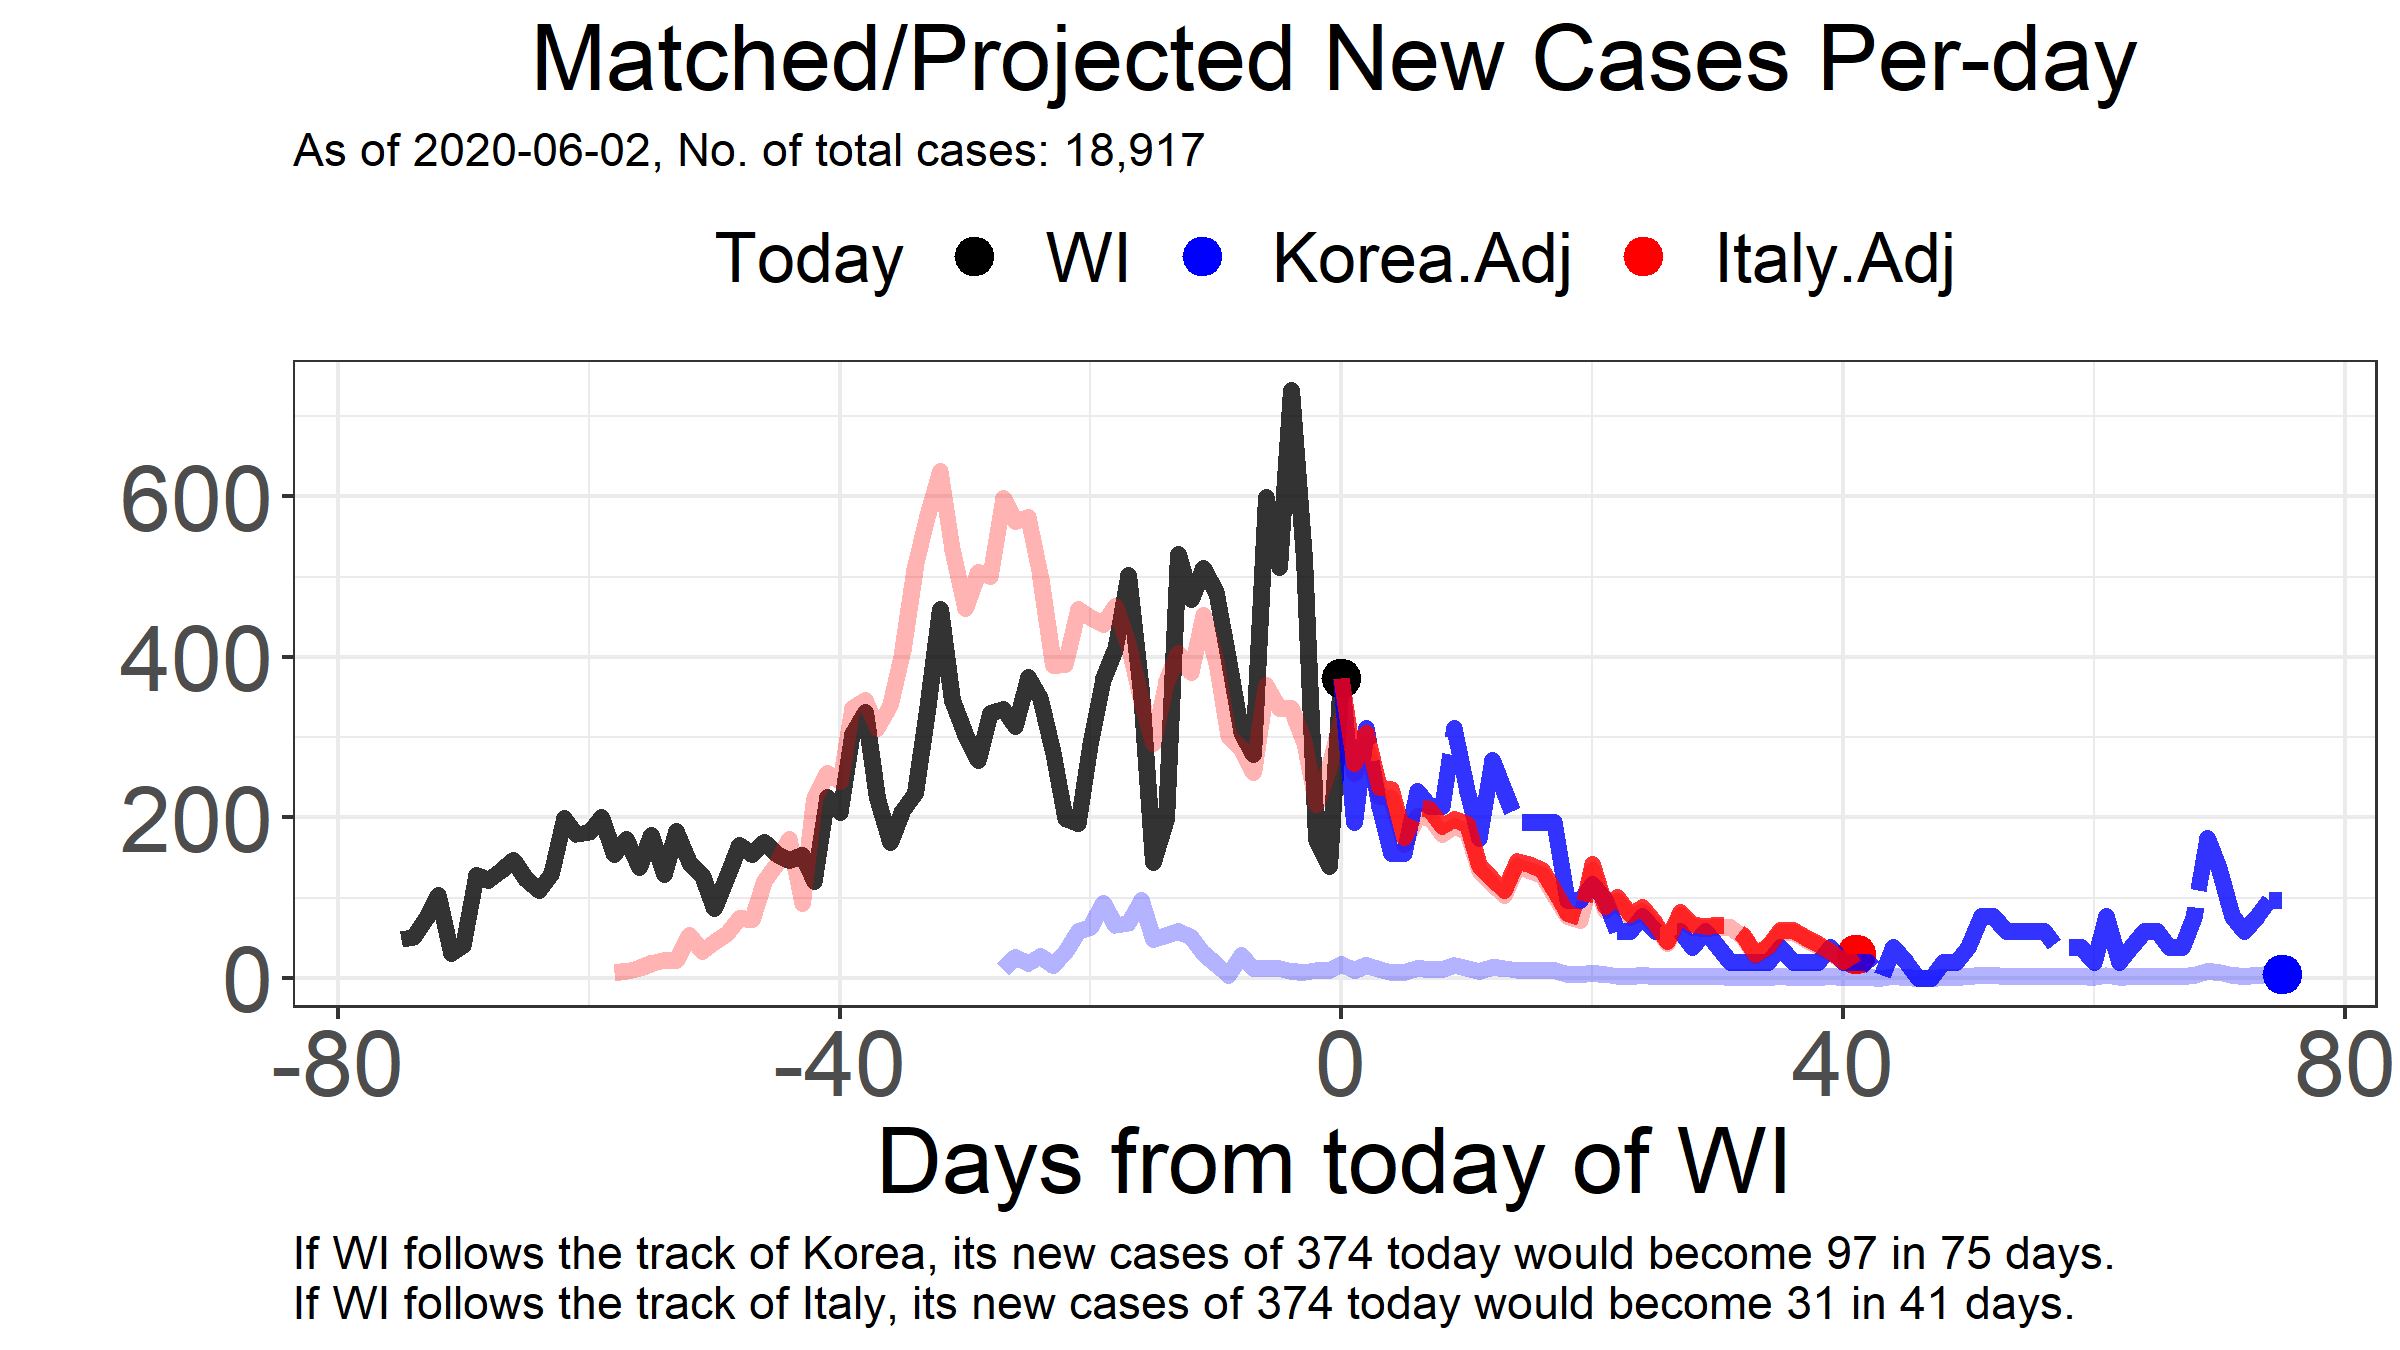 Matched/Projected New Cases Per-day
As of 2020-06-02, No. of total cases: 18,917
Today WI Korea.Adj Italy.Adj
600
400
200
0
-80 -40 0 40 80
Days from today of WI
If WI follows the track of Korea, its new cases of 374 today would become 97 in 75 days.
If WI follows the track of Italy, its new cases of 374 today would become 31 in 41 days.